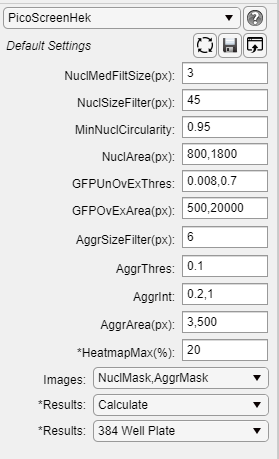 PicoScreenHek ?
Default Settings
NuclMedFiltSize(px): 3
NuclSizeFilter(px): 45
MinNuclCircularity: 0.95
NuclArea(px): 800,1800
GFPUnOvExThres: 0.008,0.7
GFPOvExArea(px): 500,20000
AggrSizeFilter(px): 6
AggrThres: 0.1
AggrInt: 0.2,1
AggrArea(px): 3,500
*HeatmapMax(%): 20
Images: NuclMask,AggrMask
*Results: Calculate
*Results: 384 Well Plate